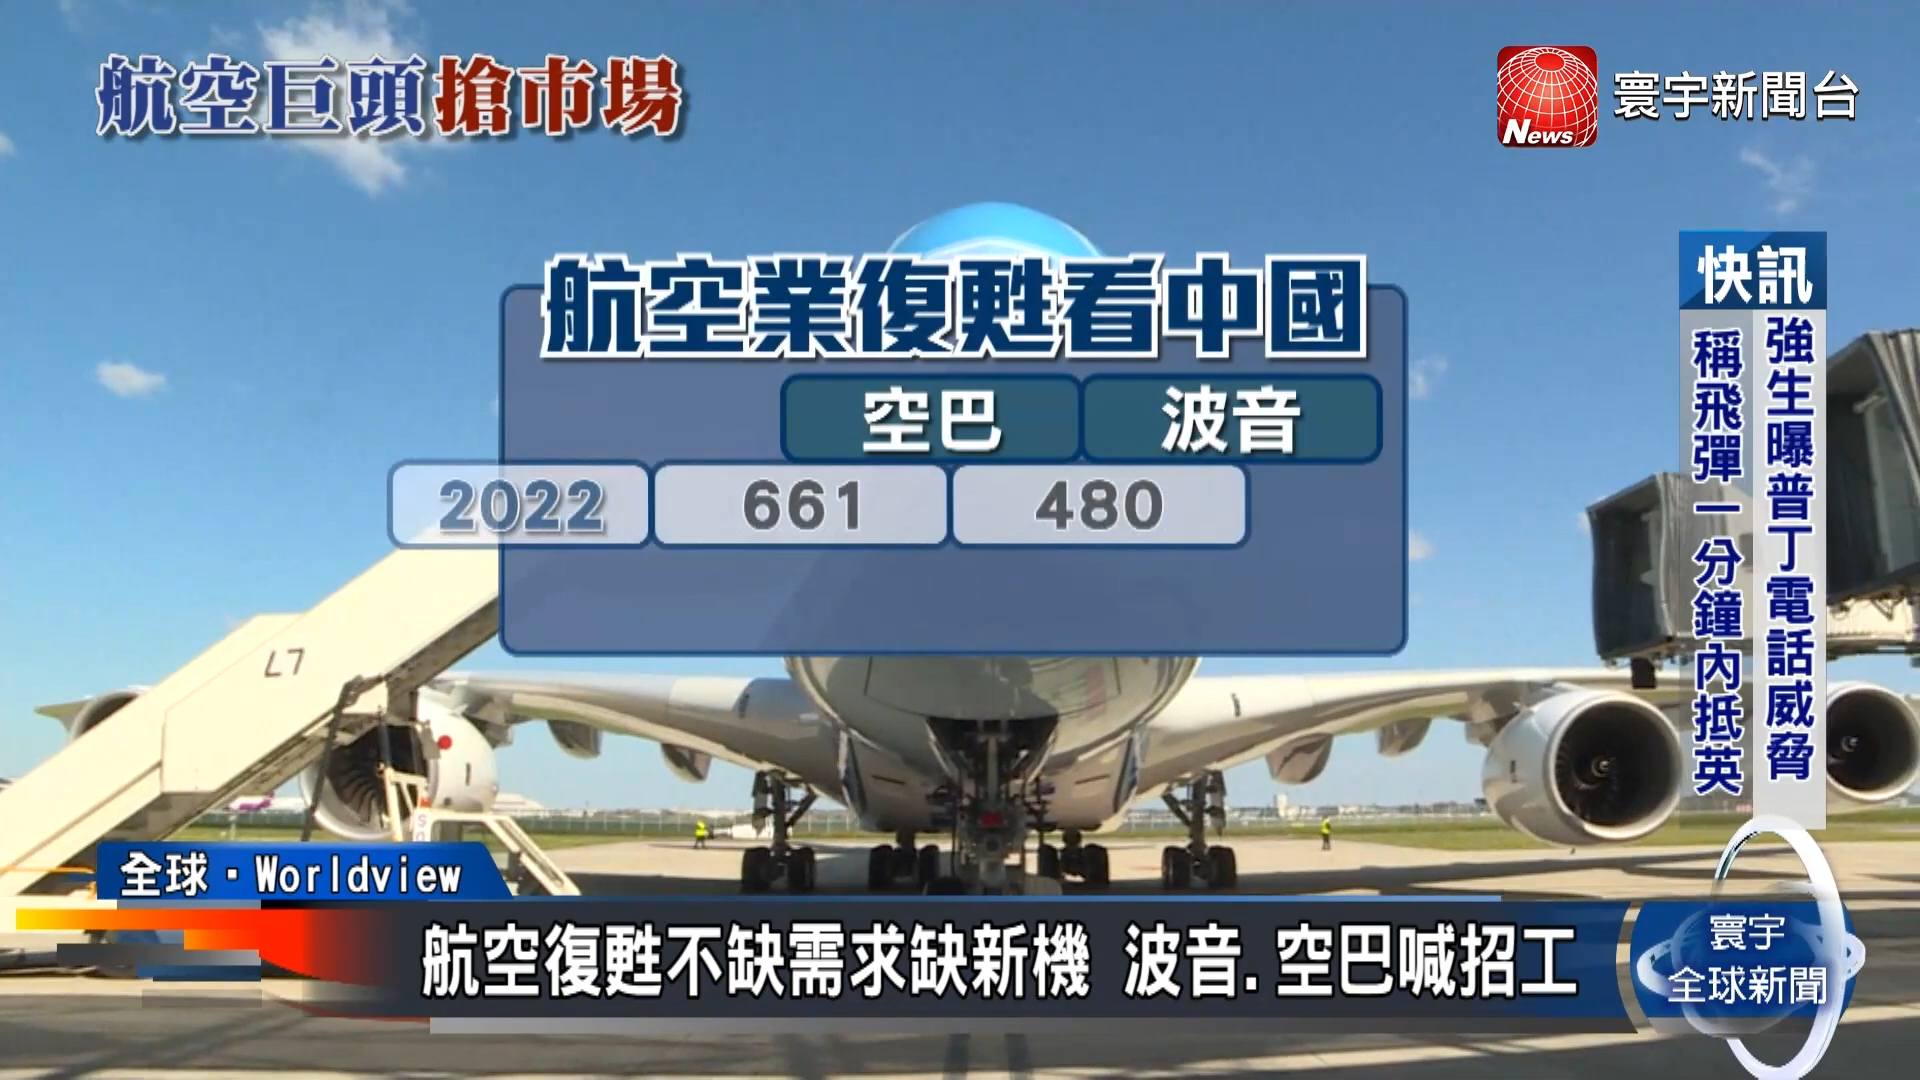 航空巨頭搶市場
News
寰宇新聞台
航空業復甦看中國
空巴 波音
2022 661 480
快訊
強生曝普丁電話威脅
稱飛彈一分鐘內抵英
L7
全球·Worldview
航空復甦不缺需求缺新機 波音.空巴喊招工
寰宇
全球新聞